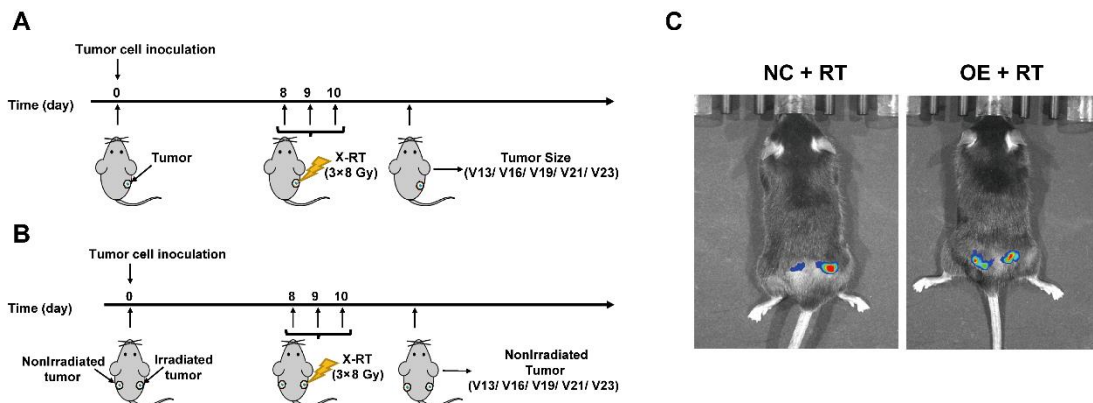 A
Tumor cell inoculation
Time (day)
0
8
9
10
Tumor
X-RT
(3×8 Gy)
Tumor Size
(V13/ V16/ V19/ V21/ V23)
B
Tumor cell inoculation
Time (day)
0
8
9
10
NonIrradiated
tumor
Irradiated
tumor
X-RT
(3×8 Gy)
NonIrradiated
Tumor
(V13/ V16/ V19/ V21/ V23)
C
NC + RT
OE + RT